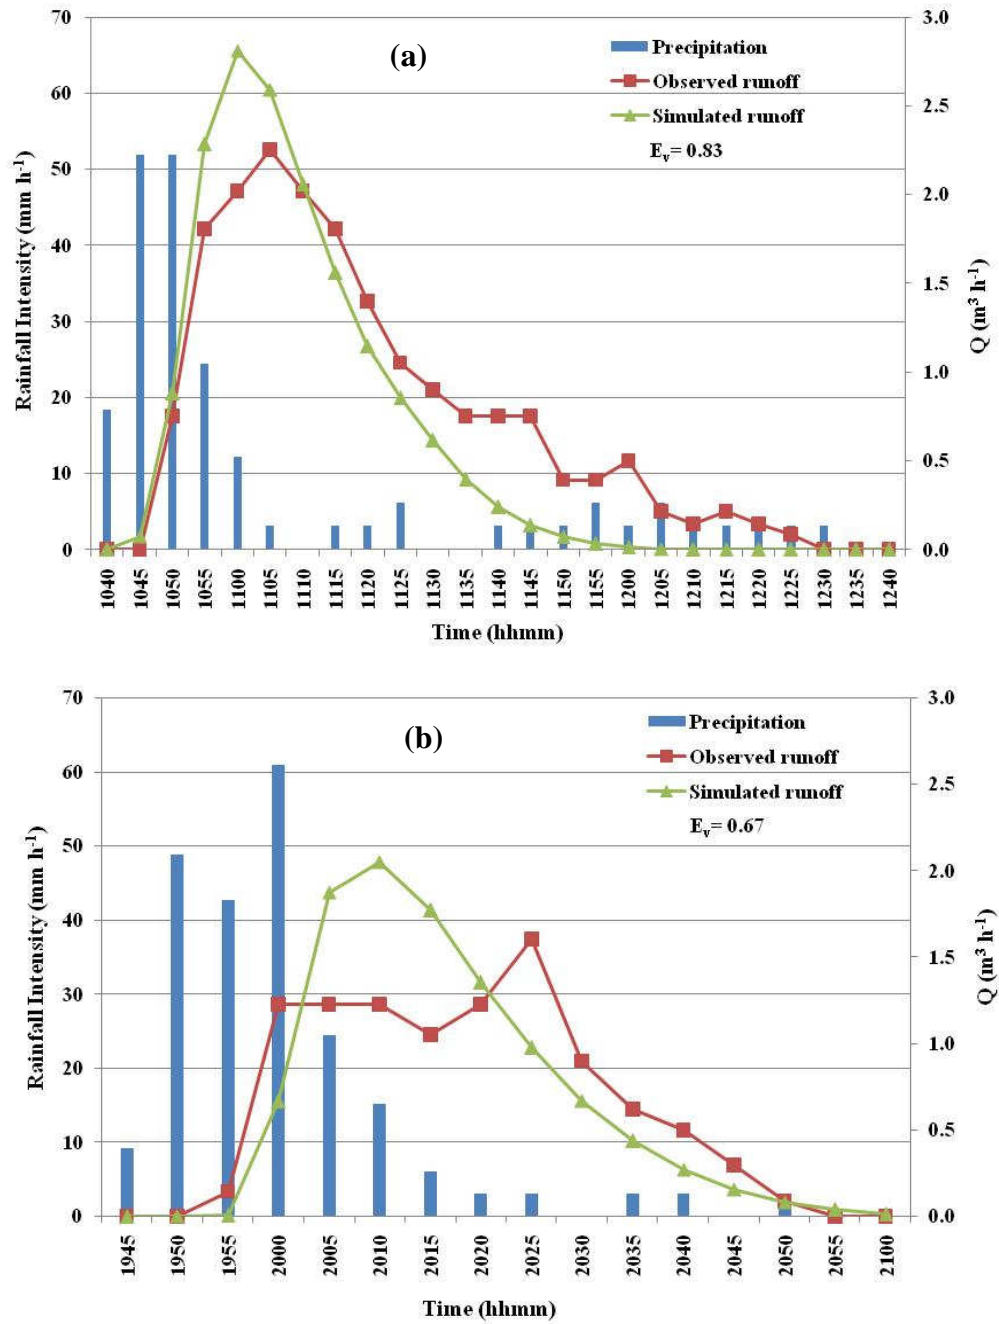 (a)
Precipitation
Observed runoff
Simulated runoff
Ev= 0.83
Rainfall Intensity (mm h-1)
70
60
50
40
30
20
10
0
3.0
2.5
2.0
1.5
1.0
0.5
0.0
Q (m3 h-1)
1040 1045 1050 1055 1100 1105 1110 1115 1120 1125 1130 1135 1140 1145 1150 1155 1200 1205 1210 1215 1220 1225 1230 1235 1240
Time (hhmm)
(b)
Precipitation
Observed runoff
Simulated runoff
Ev= 0.67
Rainfall Intensity (mm h-1)
70
60
50
40
30
20
10
0
3.0
2.5
2.0
1.5
1.0
0.5
0.0
Q (m3 h-1)
1945 1950 1955 2000 2005 2010 2015 2020 2025 2030 2035 2040 2045 2050 2055 2100
Time (hhmm)